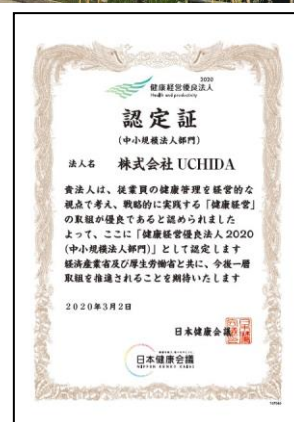 2020
健康経営優良法人
Health and productivity
認定証
(中小規模法人部門)
法人名 株式会社 UCHIDA
貴法人は、従業員の健康管理を経営的な
視点で考え、戦略的に実践する「健康経営」
の取組が優良であると認められました
よって、ここに「健康経営優良法人 2020
(中小規模法人部門)」として認定します
経済産業省及び厚生労働省と共に、今後一層
取組を推進されることを期待いたします
2020年3月2日
日本健康会議
日本健康会議
NIPPON KENKO KAIGI